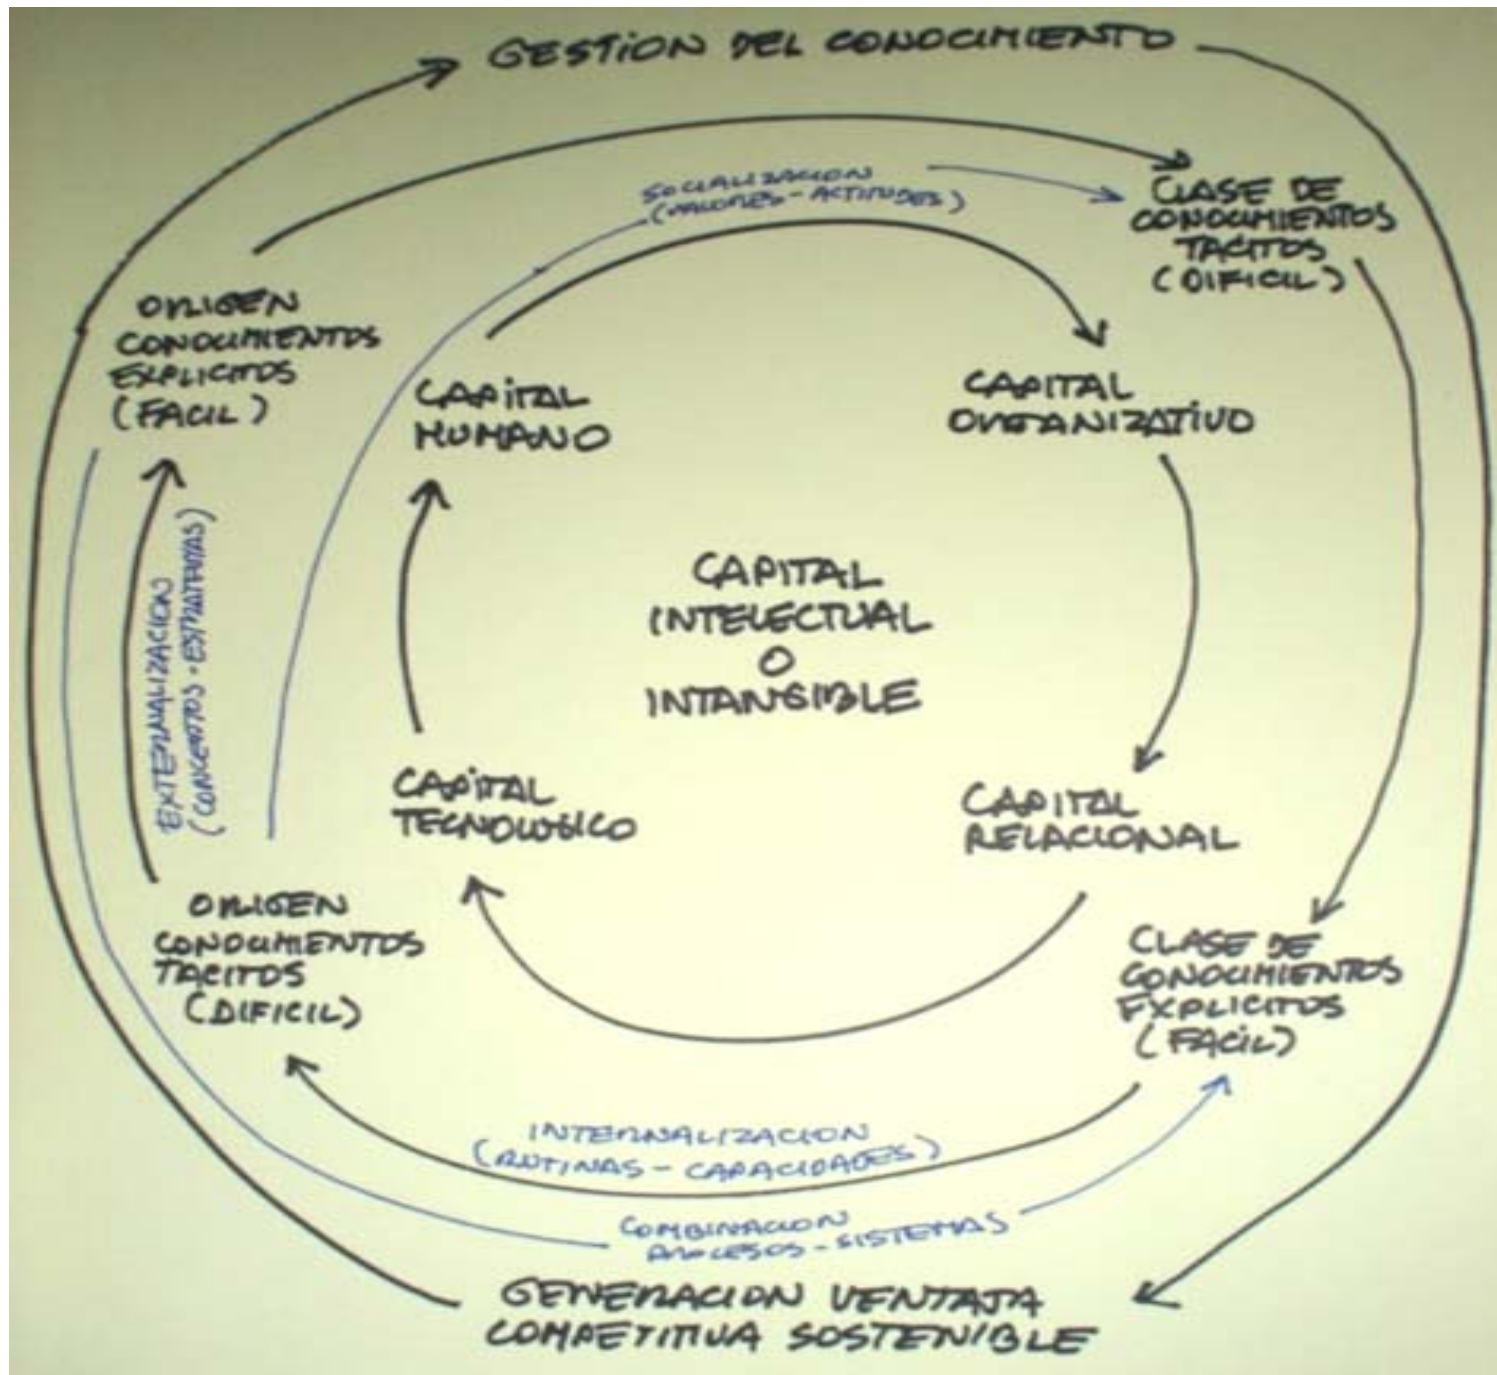 GESTION DEL CONOCIMIENTO
SOCIALIZACION
(VALORES-ACTITUDES)
CLASE DE
CONOCIMIENTOS
TACITOS
(DIFICIL)
ORIGEN
CONOCIMIENTOS
EXPLICITOS
(FACIL)
CAPITAL
HUMANO
CAPITAL
ORGANIZATIVO
EXTERNALIZACION
(CONCEPTOS-ESTRATEGIAS)
CAPITAL
INTELECTUAL
O
INTANGIBLE
CAPITAL
TECNOLOGICO
CAPITAL
RELACIONAL
ORIGEN
CONOCIMIENTOS
TACITOS
(DIFICIL)
CLASE DE
CONOCIMIENTOS
EXPLICITOS
(FACIL)
INTERNALIZACION
(RUTINAS-CAPACIDADES)
COMBINACION
PROCESOS-SISTEMAS
GENERACION VENTAJA
COMPETITIVA SOSTENIBLE